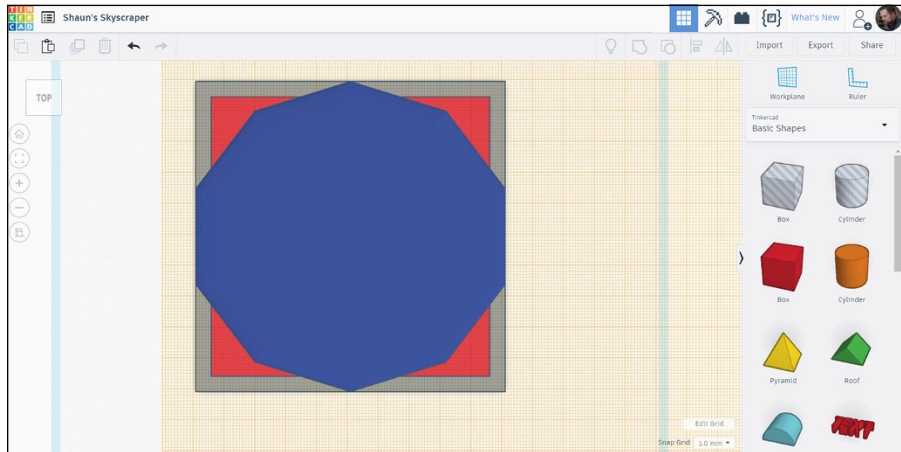 TIN
KER
CAD
Shaun's Skyscraper
What's New
Import
Export
Share
TOP
Workplane
Ruler
Tinkercad
Basic Shapes
Box
Cylinder
Box
Cylinder
Pyramid
Roof
TEXT
Edit Grid
Snap Grid 1.0 mm